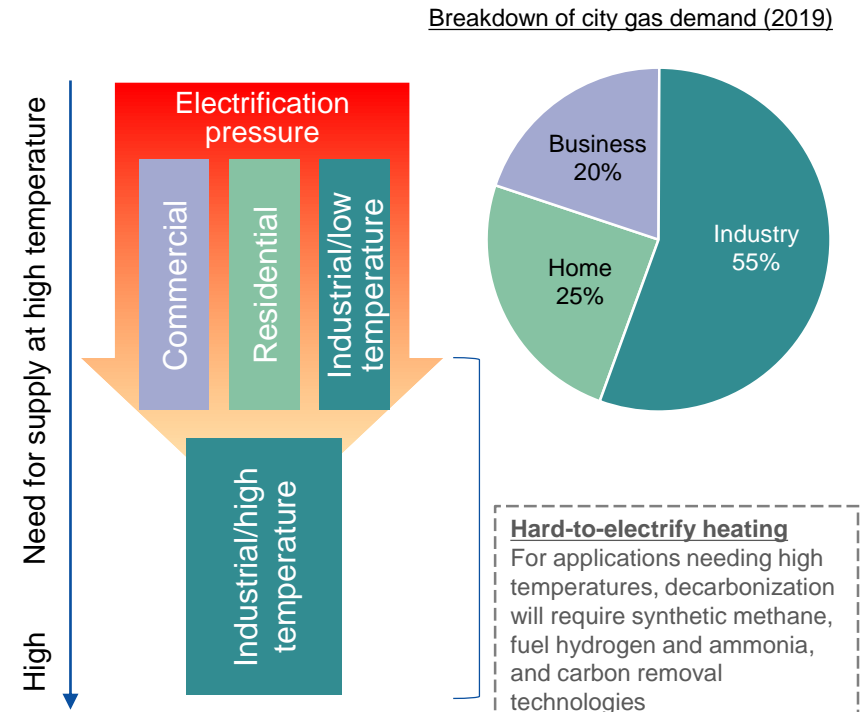 Breakdown of city gas demand (2019)
Need for supply at high temperature
High
Electrification
pressure
Commercial
Residential
Industrial/low
temperature
Industrial/high
temperature
Business
20%
Home
25%
Industry
55%
Hard-to-electrify heating
For applications needing high
temperatures, decarbonization
will require synthetic methane,
fuel hydrogen and ammonia,
and carbon removal
technologies